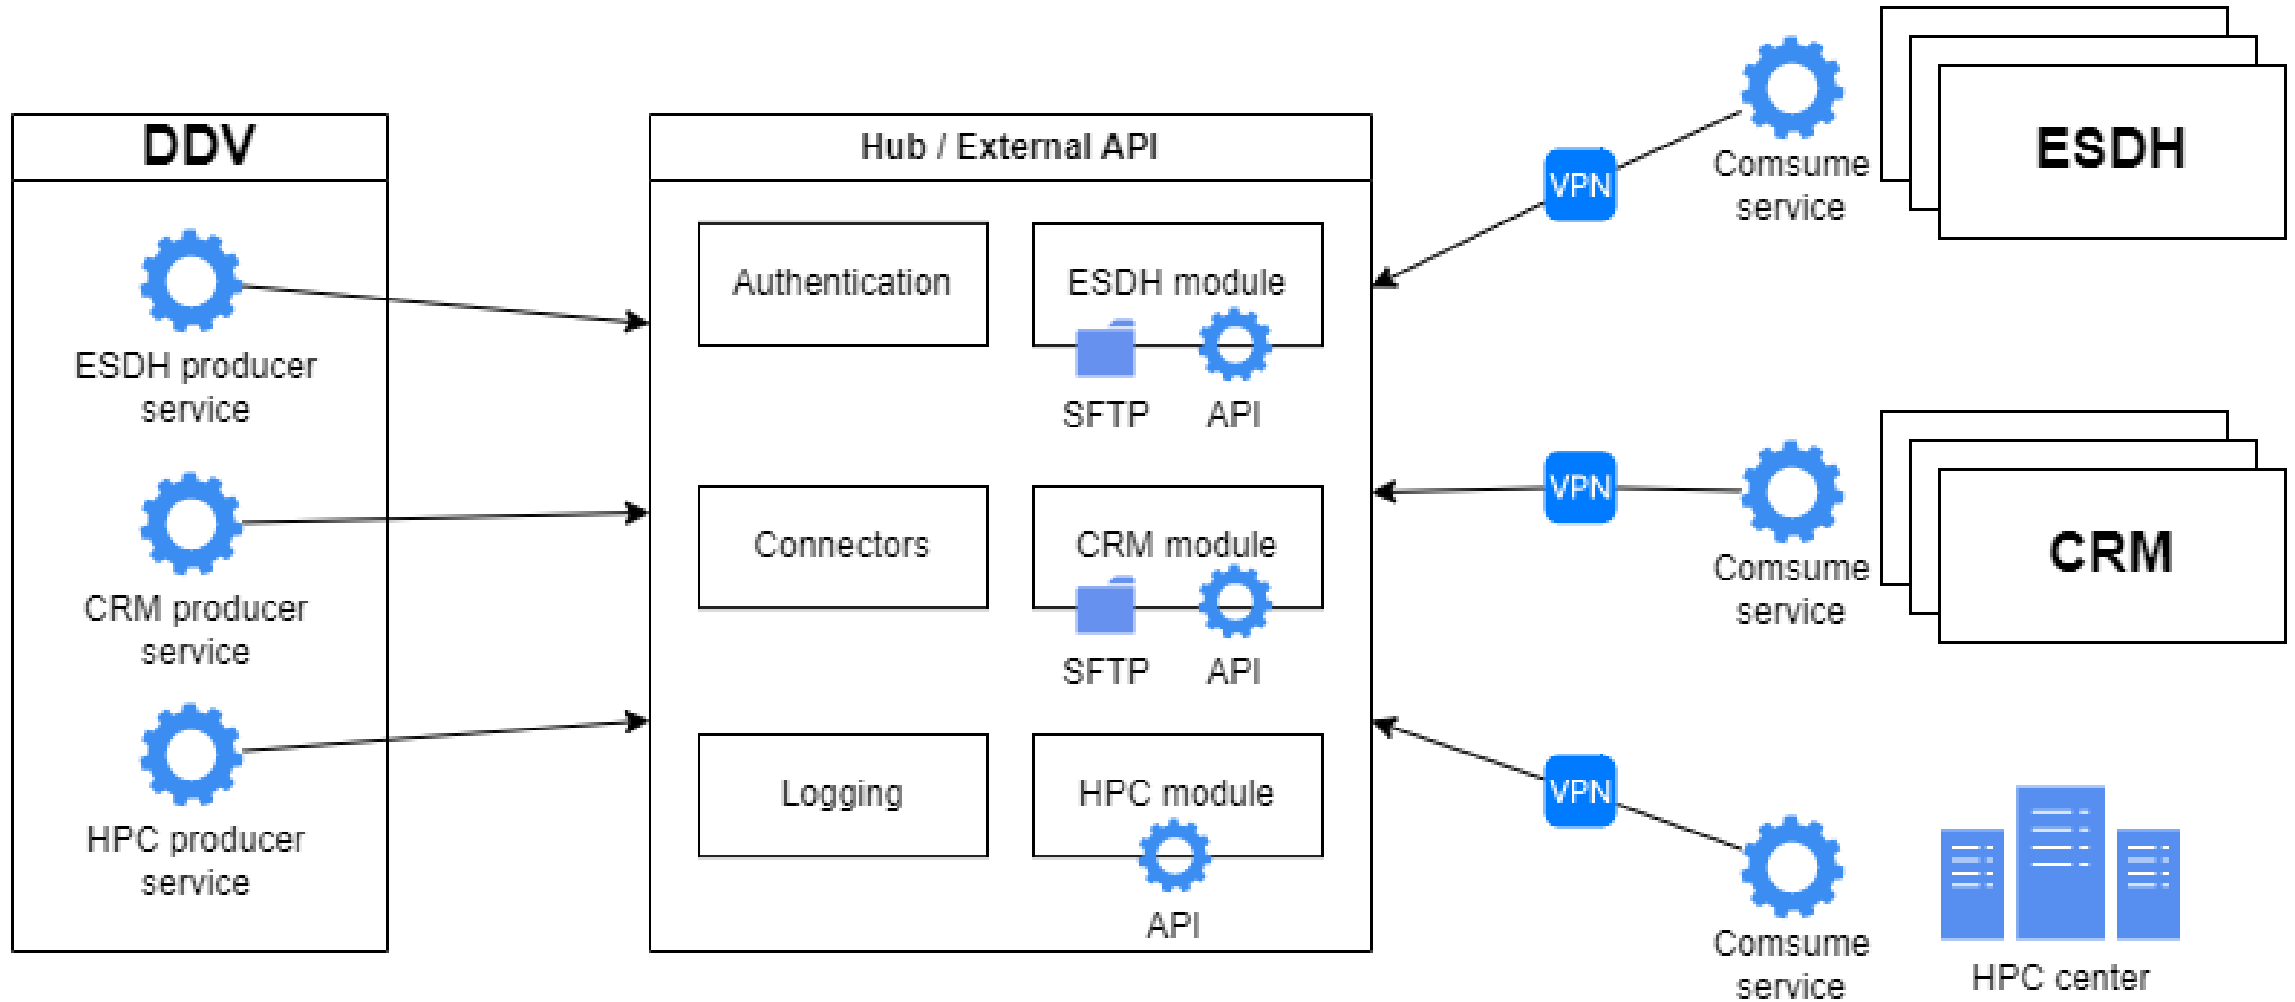 DDV
ESDH producer
service
CRM producer
service
HPC producer
service
Hub / External API
Authentication
ESDH module
SFTP
API
Connectors
CRM module
SFTP
API
Logging
HPC module
API
VPN
Comsume
service
ESDH
VPN
Comsume
service
CRM
VPN
Comsume
service
HPC center